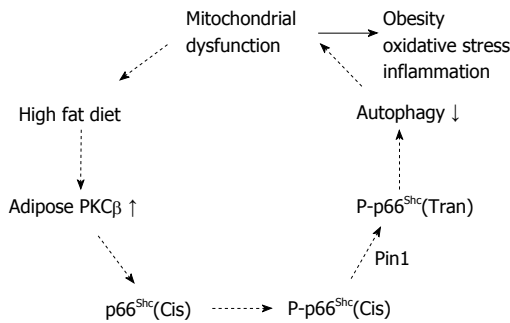 Mitochondrial
dysfunction
Obesity
oxidative stress
inflammation
High fat diet
Autophagy ↓
Adipose PKCβ ↑
P-p66Shc(Tran)
Pin1
p66Shc(Cis)
P-p66Shc(Cis)